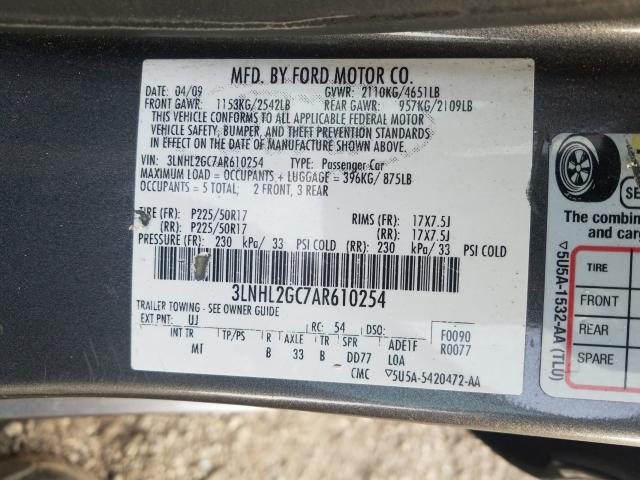 MFD. BY FORD MOTOR CO.
DATE: 04/09 GVWR: 2110KG/4651LB
FRONT GAWR: 1153KG/2542LB REAR GAWR: 957KG/2109LB
THIS VEHICLE CONFORMS TO ALL APPLICABLE FEDERAL MOTOR
VEHICLE SAFETY, BUMPER, AND THEFT PREVENTION STANDARDS
IN EFFECT ON THE DATE OF MANUFACTURE SHOWN ABOVE.
VIN: 3LNHL2GC7AR610254 TYPE: Passenger Car
MAXIMUM LOAD = OCCUPANTS + LUGGAGE = 396KG/ 875LB
OCCUPANTS = 5 TOTAL; 2 FRONT, 3 REAR
TIRE (FR): P225/50R17 RIMS (FR): 17X7.5J
(RR): P225/50R17 (RR): 17X7.5J
PRESSURE (FR): 230 kPa/ 33 PSI COLD (RR): 230 kPa/ 33 PSI COLD
3LNHL2GC7AR610254
TRAILER TOWING - SEE OWNER GUIDE
EXT PNT: UJ RC: 54 DSO: F0090
INT TR TP/PS R AXLE TR SPR ADE1F R0077
MT B 33 B DD77 LOA
CMC 5U5A-5420472-AA
The combin
and carg
TIRE
FRONT
REAR
SPARE
5U5A-1532-AA (TLU)